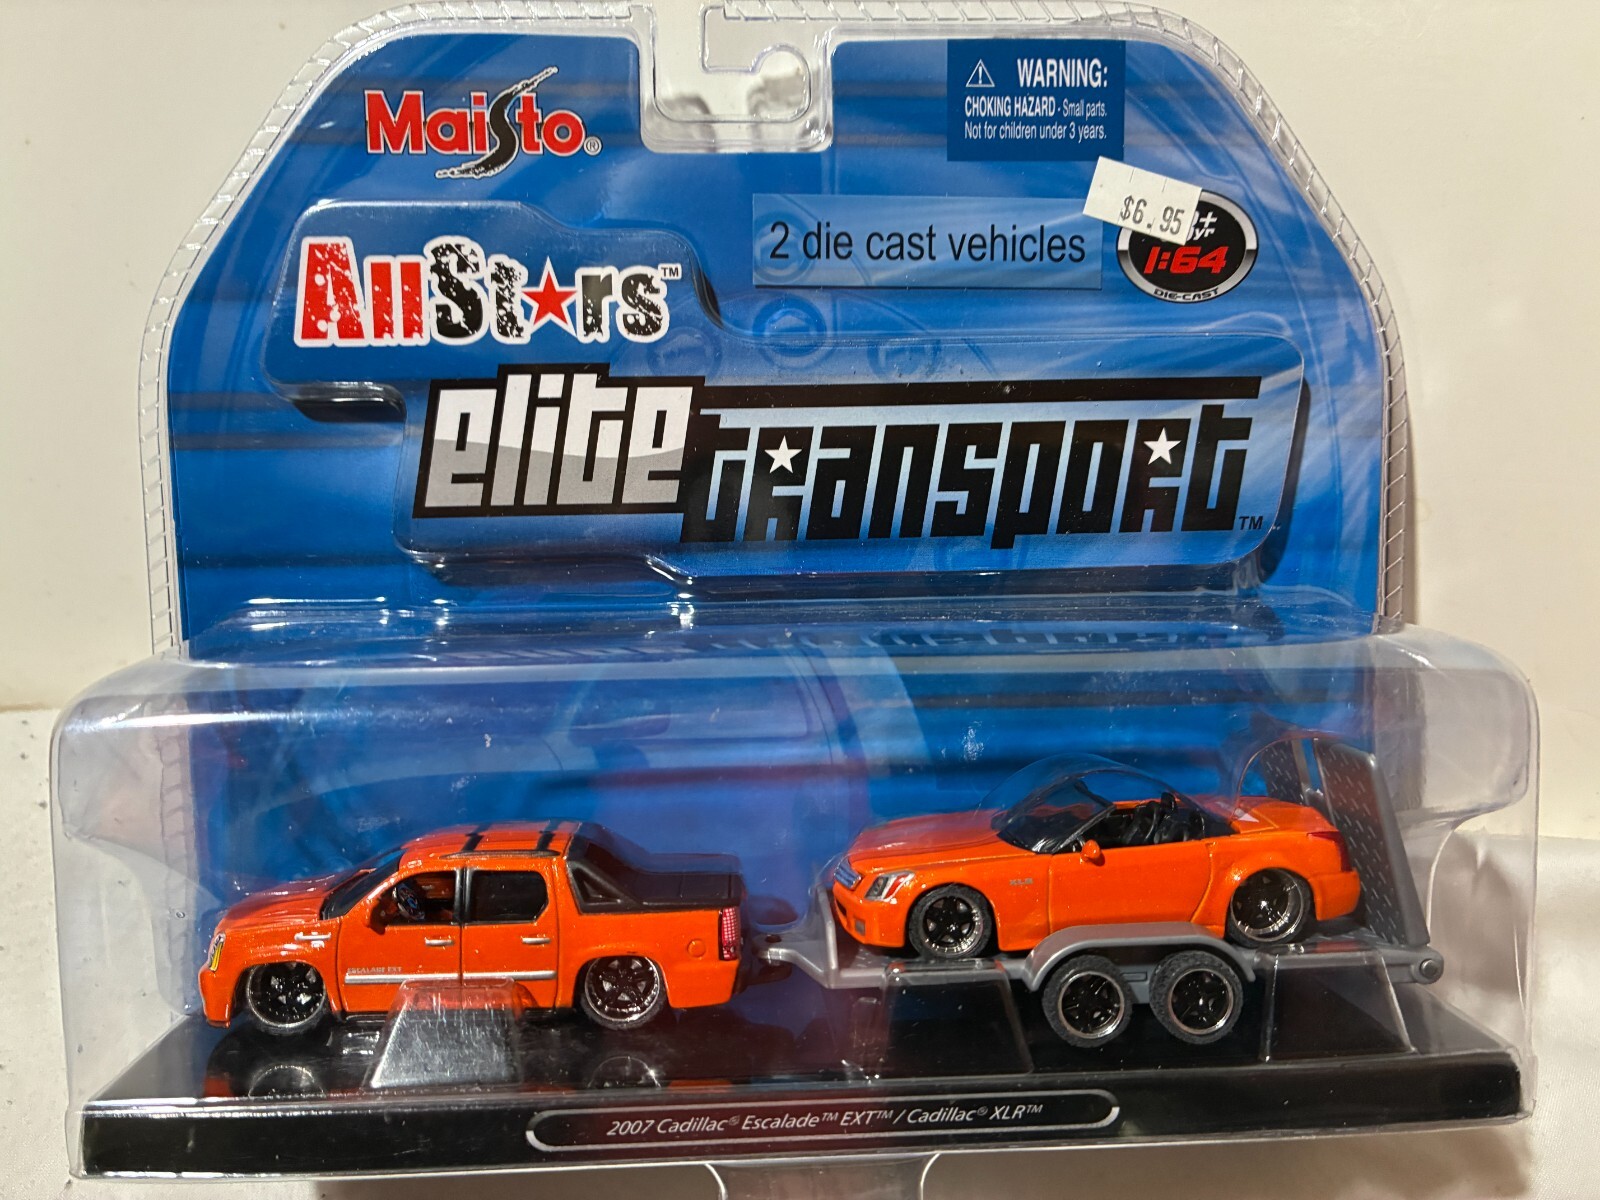 Maisto®
WARNING:
CHOKING HAZARD - Small parts.
Not for children under 3 years.
$6.95
AllStars™
2 die cast vehicles
1:64
DIE-CAST
elite transport™
ESCALADE EXT
XLR
2007 Cadillac® Escalade™ EXT™ / Cadillac® XLR™